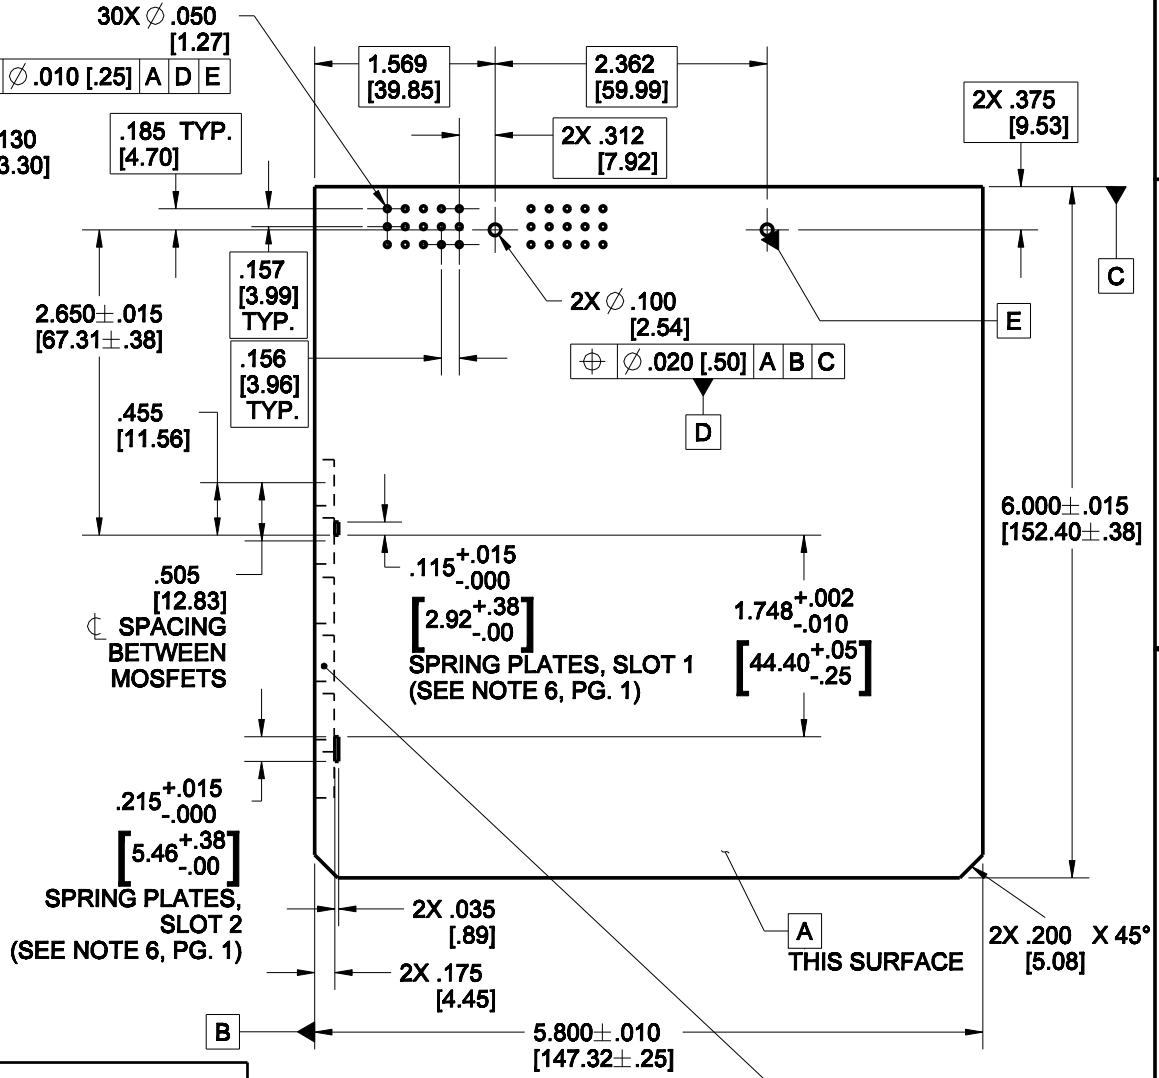 30X ∅ .050
[1.27]
∅ .010 [.25] A D E
1.569
[39.85]
2.362
[59.99]
2X .375
[9.53]
130
3.30]
.185 TYP.
[4.70]
2X .312
[7.92]
C
.157
[3.99]
TYP.
2.650±.015
[67.31±.38]
2X ∅ .100
[2.54]
E
⌖ ∅ .020 [.50] A B C
.156
[3.96]
TYP.
D
.455
[11.56]
6.000±.015
[152.40±.38]
.505
[12.83]
℄ SPACING
BETWEEN
MOSFETS
.115+.015
-.000
[2.92+.38
-.00]
SPRING PLATES, SLOT 1
(SEE NOTE 6, PG. 1)
1.748+.002
-.010
[44.40+.05
-.25]
.215+.015
-.000
[5.46+.38
-.00]
SPRING PLATES,
SLOT 2
(SEE NOTE 6, PG. 1)
2X .035
[.89]
A
THIS SURFACE
2X .200 X 45°
[5.08]
2X .175
[4.45]
B
5.800±.010
[147.32±.25]